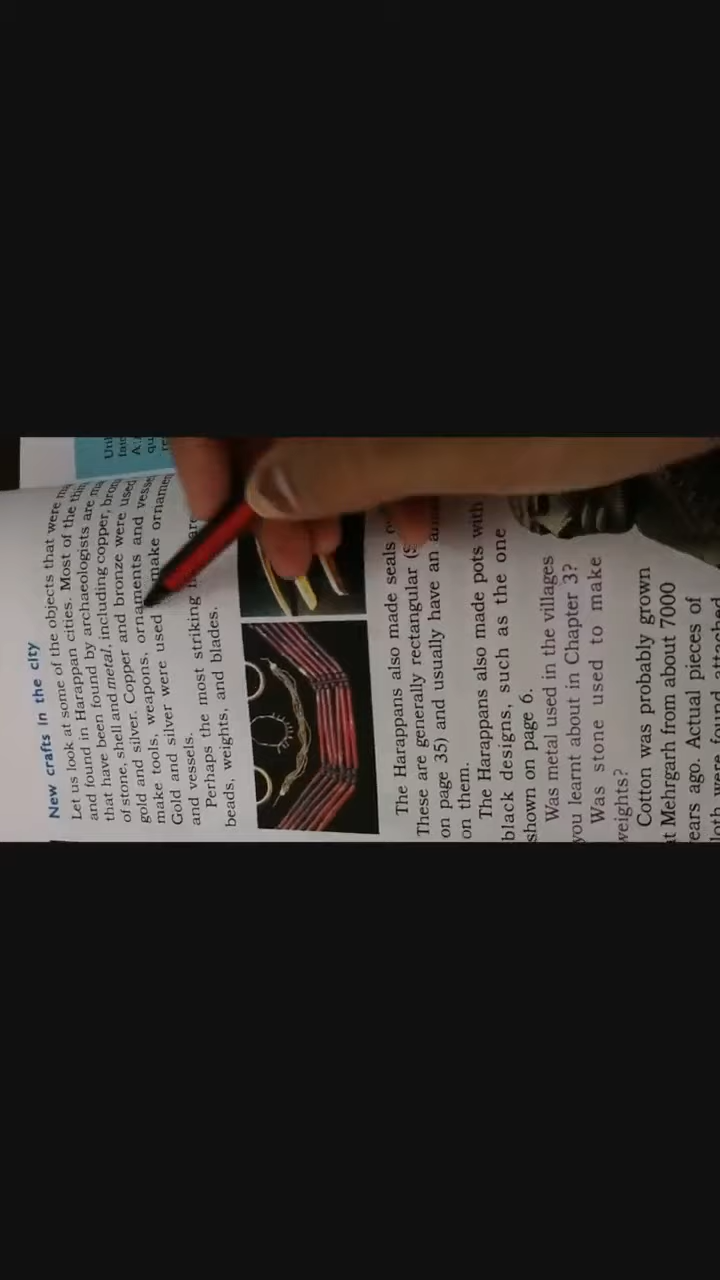 New crafts in the city
Let us look at some of the objects that were
and found in Harappan cities. Most of the
that have been found by archaeologists are
of stone, shell and metal, including copper,
gold and silver. Copper and bronze were used
make tools, weapons, ornaments and
Gold and silver were used make
and vessels.
Perhaps the most striking
beads, weights, and blades.
The Harappans also made seals
These are generally rectangular
on page 35) and usually have an
on them.
The Harappans also made pots with
black designs, such as the one
shown on page 6.
Was metal used in the villages
you learnt about in Chapter 3?
Was stone used to make
weights?
Cotton was probably grown
at Mehrgarh from about 7000
years ago. Actual pieces of
were found attached